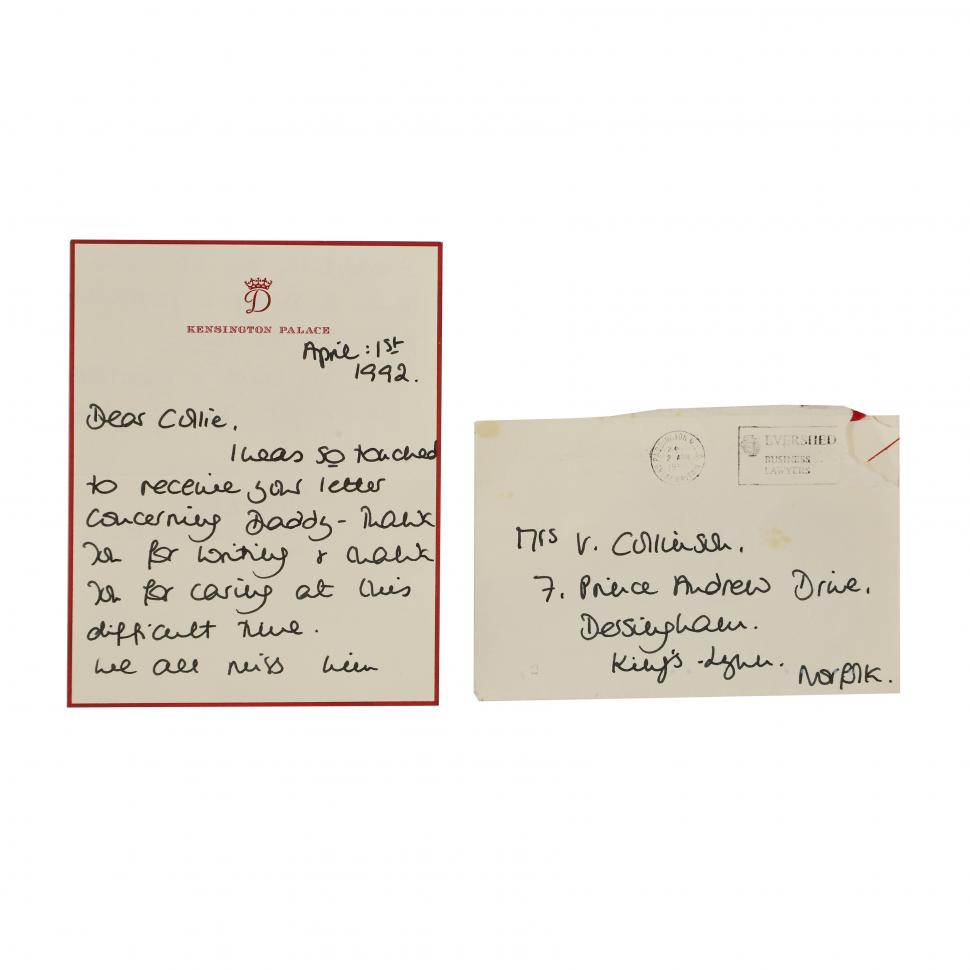 D
KENSINGTON PALACE
April: 1st
1992.
Dear Collie,
I was so touched
to receive your letter
concerning Daddy - thank
you for writing & thank
you for caring at this
difficult time.
We all miss him
EVERSHED
BUSINESS
LAWYERS
Mrs V. Collinson.
7. Prince Andrew Drive.
Dersingham.
King's-Lynn.
Norfolk.